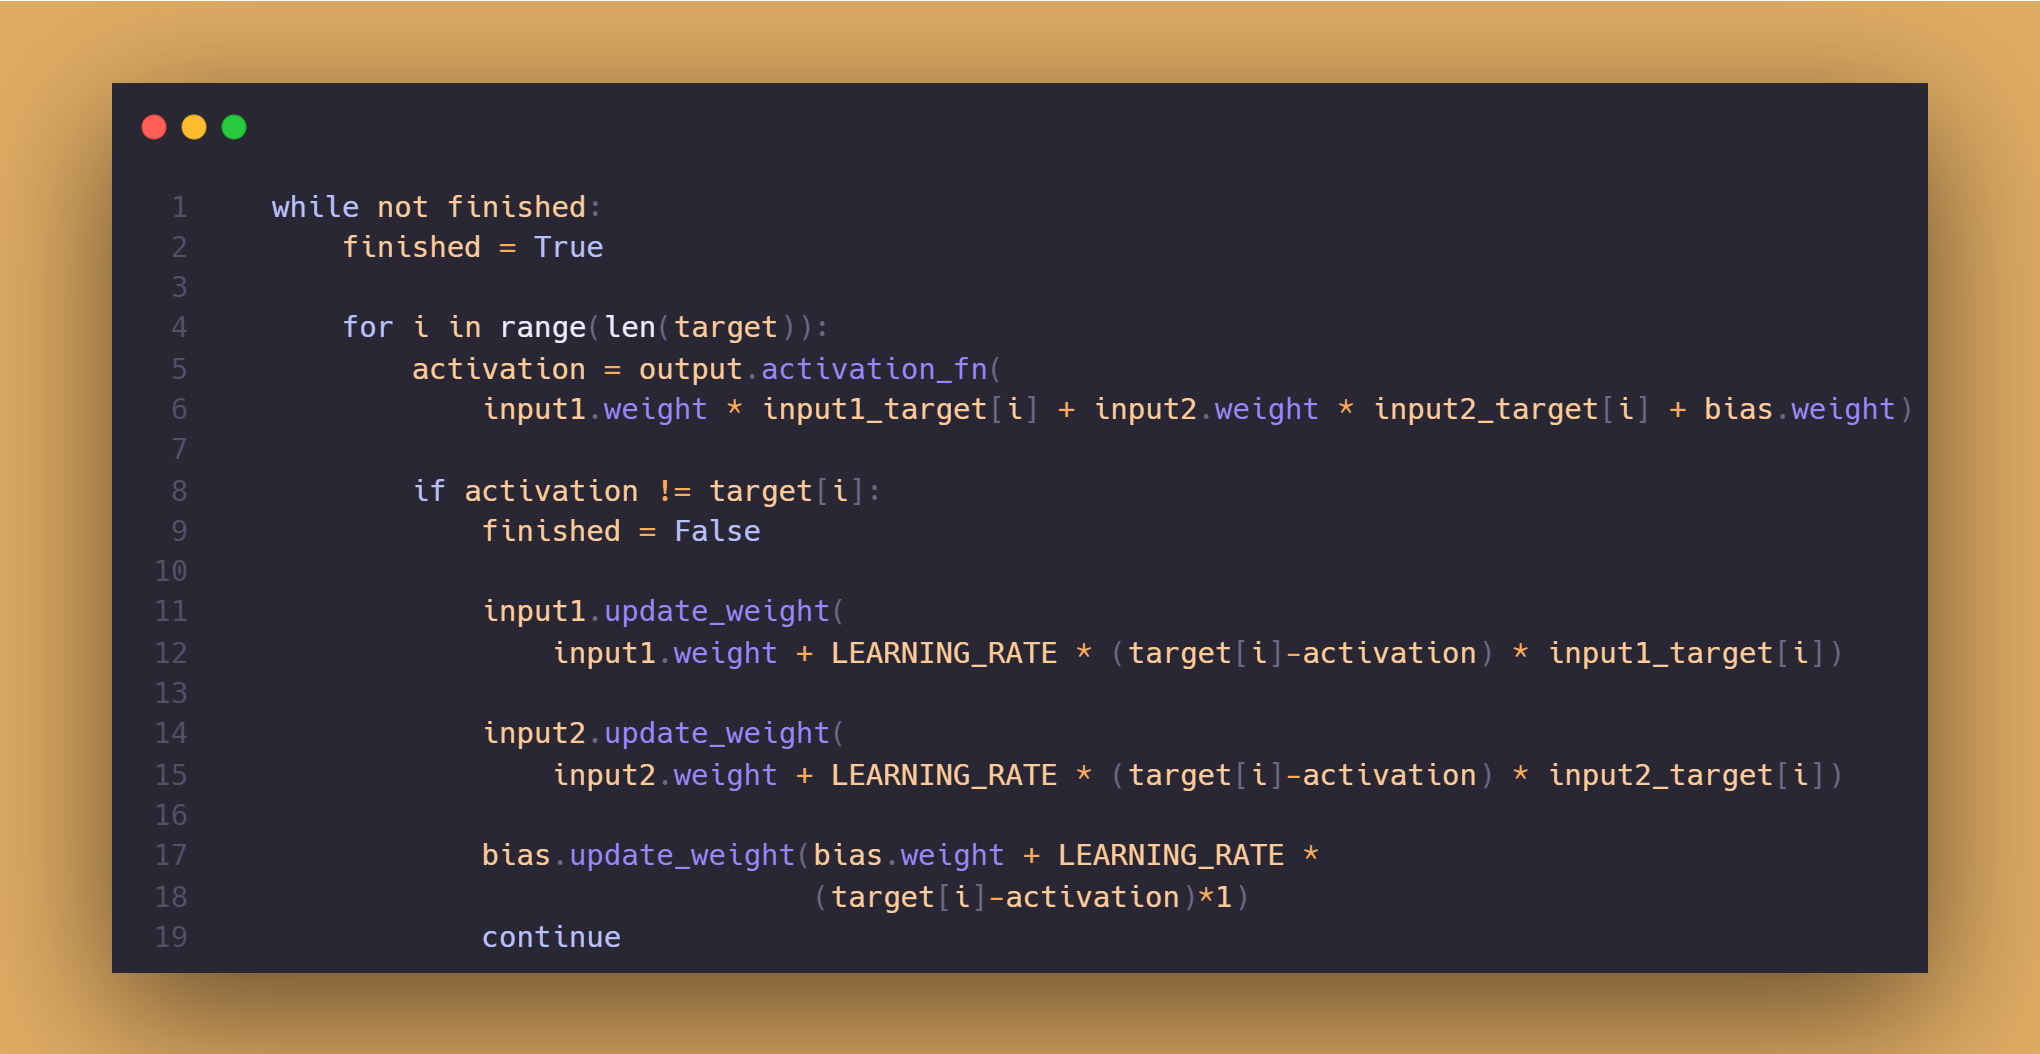 1 while not finished:
2     finished = True
3
4     for i in range(len(target)):
5         activation = output.activation_fn(
6             input1.weight * input1_target[i] + input2.weight * input2_target[i] + bias.weight)
7
8         if activation != target[i]:
9             finished = False
10
11             input1.update_weight(
12                 input1.weight + LEARNING_RATE * (target[i]-activation) * input1_target[i])
13
14             input2.update_weight(
15                 input2.weight + LEARNING_RATE * (target[i]-activation) * input2_target[i])
16
17             bias.update_weight(bias.weight + LEARNING_RATE *
18                                (target[i]-activation)*1)
19             continue